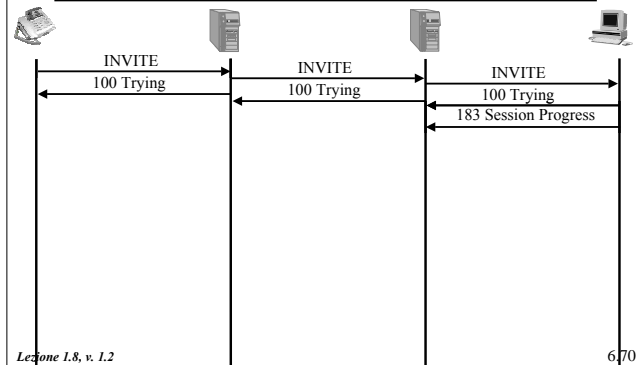 INVITE
100 Trying
INVITE
100 Trying
INVITE
100 Trying
183 Session Progress
Lezione 1.8, v. 1.2
6.70